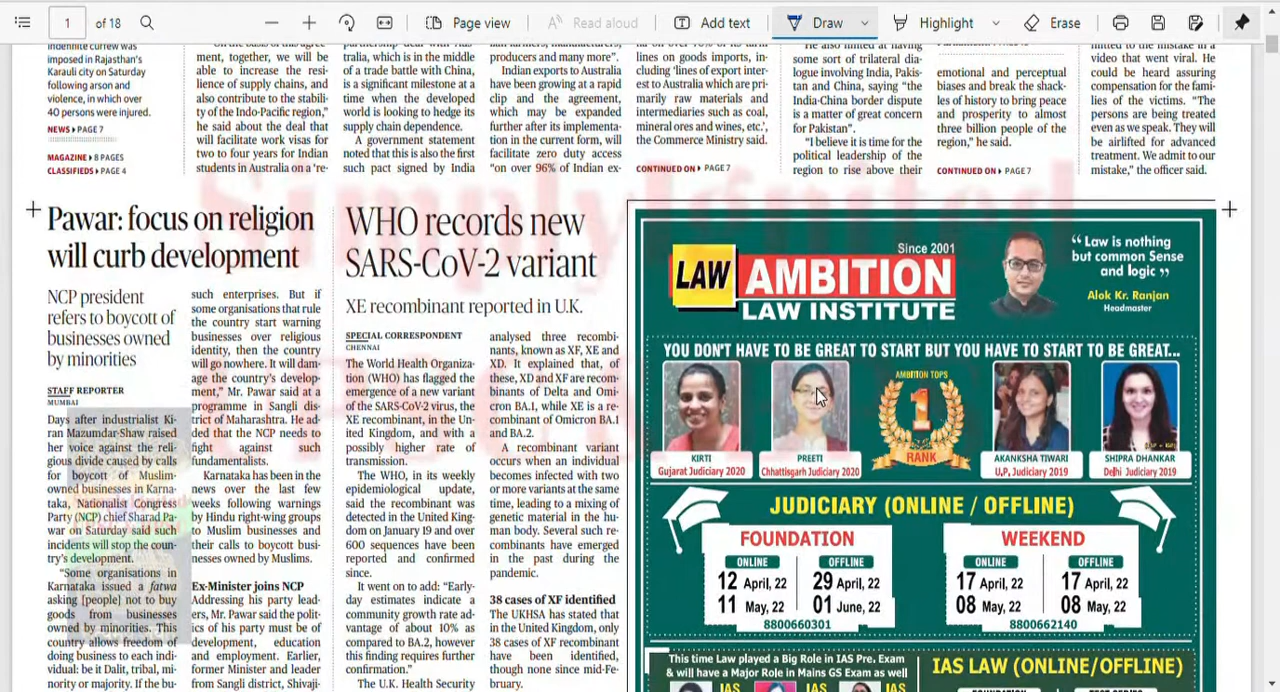 1 of 18
Page view
Read aloud
Add text
Draw
Highlight
Erase
indefinite curfew was
imposed in Rajasthan's
Karauli city on Saturday
following arson and
violence, in which over
40 persons were injured.
NEWS PAGE 7
MAGAZINE 8 PAGES
CLASSIFIEDS PAGE 4
ment, together, we will be
able to increase the resi-
lience of supply chains, and
also contribute to the stabili-
ty of the Indo-Pacific region,"
he said about the deal that
will facilitate work visas for
two to four years for Indian
students in Australia on a 're-
tralia, which is in the middle
of a trade battle with China,
is a significant milestone at a
time when the developed
world is looking to hedge its
supply chain dependence.
A government statement
noted that this is also the first
such pact signed by India
producers and many more".
Indian exports to Australia
have been growing at a rapid
clip and the agreement,
which may be expanded
further after its implementa-
tion in the current form, will
facilitate zero duty access
"on over 96% of Indian ex-
lines on goods imports, in-
cluding 'lines of export inter-
est to Australia which are pri-
marily raw materials and
intermediaries such as coal,
mineral ores and wines, etc.',
the Commerce Ministry said.
CONTINUED ON PAGE 7
He also hinted at having
some sort of trilateral dia-
logue involving India, Pakis-
tan and China, saying "the
India-China border dispute
is a matter of great concern
for Pakistan".
"I believe it is time for the
political leadership of the
region to rise above their
emotional and perceptual
biases and break the shack-
les of history to bring peace
and prosperity to almost
three billion people of the
region," he said.
CONTINUED ON PAGE 7
mitted to the mistake in a
video that went viral. He
could be heard assuring
compensation for the fami-
lies of the victims. "The
persons are being treated
even as we speak. They will
be airlifted for advanced
treatment. We admit to our
mistake," the officer said.
Pawar: focus on religion
will curb development
NCP president
refers to boycott of
businesses owned
by minorities
STAFF REPORTER
MUMBAI
Days after industrialist Ki-
ran Mazumdar-Shaw raised
her voice against the reli-
gious divide caused by calls
for boycott of Muslim-
owned businesses in Karna-
taka, Nationalist Congress
Party (NCP) chief Sharad Pa-
war on Saturday said such
incidents will stop the coun-
try's development.
"Some organisations in
Karnataka issued a fatwa
asking [people] not to buy
goods from businesses
owned by minorities. This
country allows freedom of
doing business to each indi-
vidual: be it Dalit, tribal, mi-
nority or majority. If the bu-
such enterprises. But if
some organisations that rule
the country start warning
businesses over religious
identity, then the country
will go nowhere. It will dam-
age the country's develop-
ment," Mr. Pawar said at a
programme in Sangli dis-
trict of Maharashtra. He ad-
ded that the NCP needs to
fight against such
fundamentalists.
Karnataka has been in the
news over the last few
weeks following warnings
by Hindu right-wing groups
to Muslim businesses and
their calls to boycott busi-
nesses owned by Muslims.
Ex-Minister joins NCP
Addressing his party lead-
ers, Mr. Pawar said the polit-
ics of his party must be of
development, education
and employment. Earlier,
former Minister and leader
from Sangli district, Shivaji-
WHO records new
SARS-CoV-2 variant
XE recombinant reported in U.K.
SPECIAL CORRESPONDENT
CHENNAI
The World Health Organiza-
tion (WHO) has flagged the
emergence of a new variant
of the SARS-CoV-2 virus, the
XE recombinant, in the Un-
ited Kingdom, and with a
possibly higher rate of
transmission.
The WHO, in its weekly
epidemiological update,
said the recombinant was
detected in the United King-
dom on January 19 and over
600 sequences have been
reported and confirmed
since.
It went on to add: "Early-
day estimates indicate a
community growth rate ad-
vantage of about 10% as
compared to BA.2, however
this finding requires further
confirmation."
The U.K. Health Security
analysed three recombi-
nants, known as XF, XE and
XD. It explained that, of
these, XD and XF are recom-
binants of Delta and Omi-
cron BA.1, while XE is a re-
combinant of Omicron BA.1
and BA.2.
A recombinant variant
occurs when an individual
becomes infected with two
or more variants at the same
time, leading to a mixing of
genetic material in the hu-
man body. Several such re-
combinants have emerged
in the past during the
pandemic.
38 cases of XF identified
The UKHSA has stated that
in the United Kingdom, only
38 cases of XF recombinant
have been identified,
though none since mid-Fe-
bruary.
Since 2001
LAW AMBITION
LAW INSTITUTE
"Law is nothing
but common Sense
and logic"
Alok Kr. Ranjan
Headmaster
YOU DON'T HAVE TO BE GREAT TO START BUT YOU HAVE TO START TO BE GREAT...
KIRTI
Gujarat Judiciary 2020
PREETI
Chhattisgarh Judiciary 2020
AMBITION TOPS
1
RANK
AKANKSHA TIWARI
U.P. Judiciary 2019
SHIPRA DHANKAR
Delhi Judiciary 2019
JUDICIARY (ONLINE / OFFLINE)
FOUNDATION
ONLINE OFFLINE
12 April, 22 29 April, 22
11 May, 22 01 June, 22
8800660301
WEEKEND
ONLINE OFFLINE
17 April, 22 17 April, 22
08 May, 22 08 May, 22
8800662140
This time Law played a Big Role in IAS Pre. Exam
& will have a Major Role in Mains GS Exam as well
IAS IAS IAS
IAS LAW (ONLINE/OFFLINE)